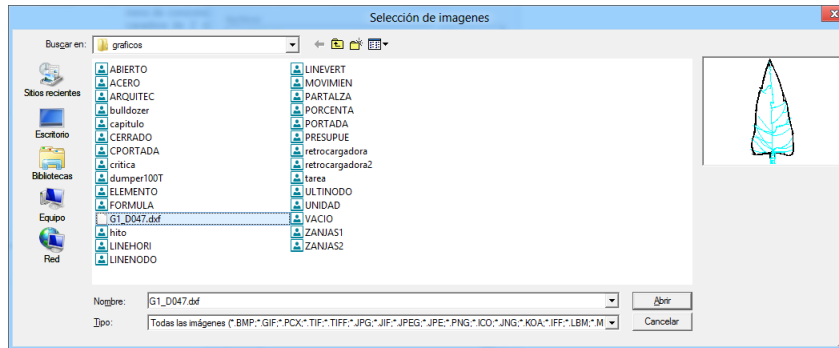 Selección de imagenes
x
Buscar en:
graficos
Sitios recientes
Escritorio
Bibliotecas
Equipo
Red
ABIERTO
ACERO
ARQUITEC
bulldozer
capitulo
CERRADO
CPORTADA
critica
dumper100T
ELEMENTO
FORMULA
G1_D047.dxf
hito
LINEHORI
LINENODO
LINEVERT
MOVIMIEN
PARTALZA
PORCENTA
PORTADA
PRESUPUE
retrocargadora
retrocargadora2
tarea
ULTINODO
UNIDAD
VACIO
ZANJAS1
ZANJAS2
Nombre:
G1_D047.dxf
Abrir
Tipo:
Todas las imágenes (*.BMP;*.GIF;*.PCX;*.TIF;*.TIFF;*.JPG;*.JIF;*.JPEG;*.JPE;*.PNG;*.ICO;*.JNG;*.KOA;*.IFF;*.LBM;*.M
Cancelar